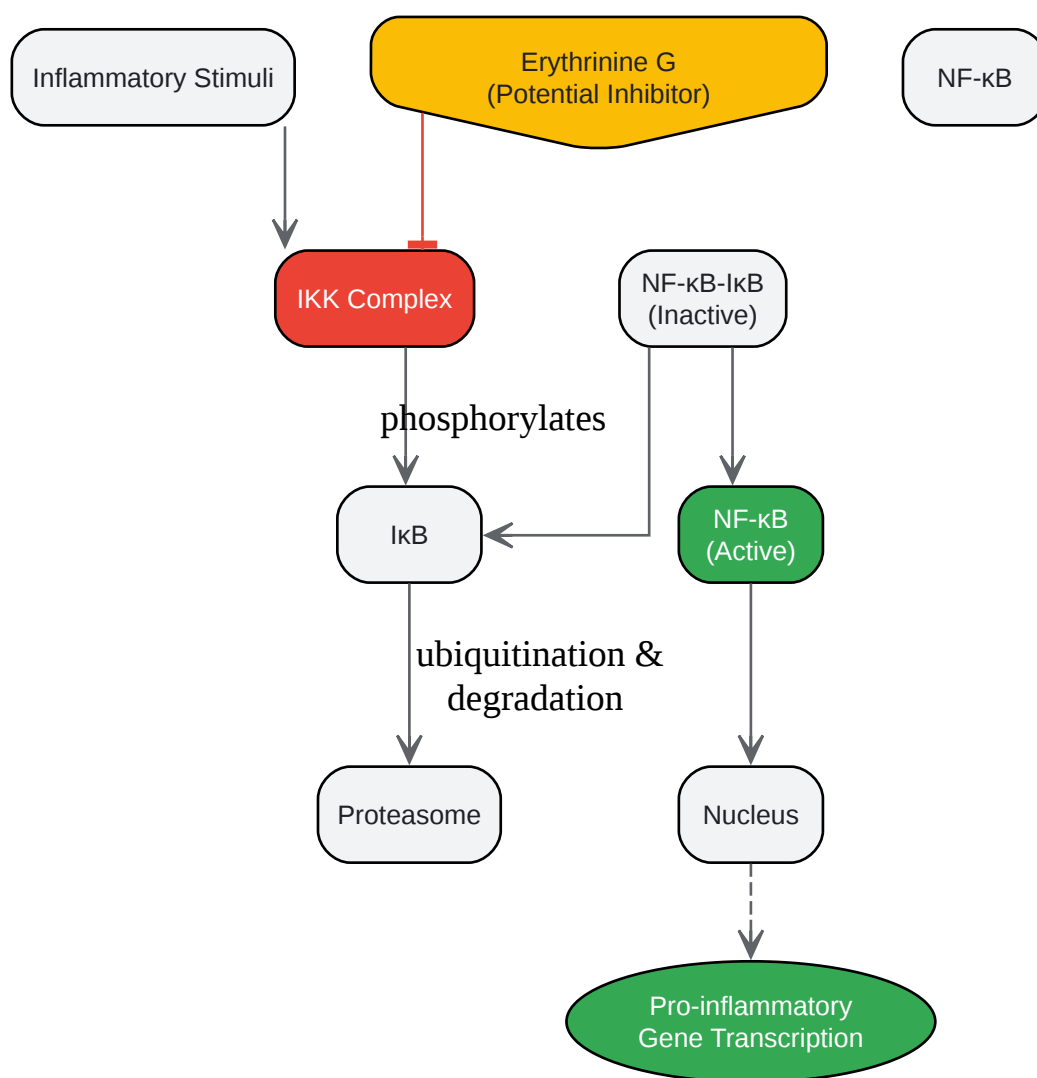 Inflammatory Stimuli
Erythrinine G
(Potential Inhibitor)
NF-κB
IKK Complex
NF-κB-IκB
(Inactive)
phosphorylates
IκB
NF-κB
(Active)
ubiquitination &
degradation
Proteasome
Nucleus
Pro-inflammatory
Gene Transcription